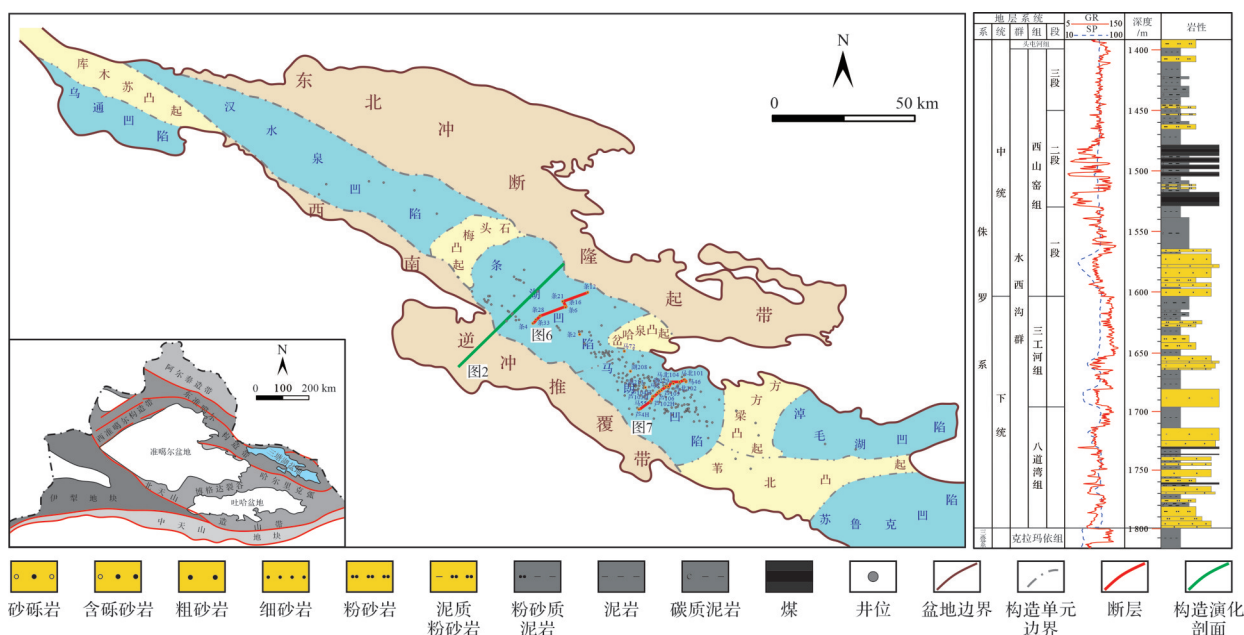 东北冲断隆起带
西南逆冲推覆带
库木苏凸起
乌通凹陷
汉水泉凹陷
石头梅凸起
条湖凹陷
岔哈泉凸起
马朗凹陷
方方梁凸起
淖毛湖凹陷
苇北凸起
苏鲁克凹陷
图2
图6
图7
N
0 50 km
N
0 100 200 km
阿尔泰造山带
准噶尔盆地
伊犁地块
吐哈盆地
哈尔里克
中天山地块
地层系统
系 统 群 组 段
GR
5 150
SP
10 100
深度
/m
岩性
侏罗系
中统
下统
水西沟群
头屯河组
西山窑组
三段
二段
一段
三工河组
八道湾组
克拉玛依组
1 400
1 450
1 500
1 550
1 600
1 650
1 700
1 750
1 800
砂砾岩
含砾砂岩
粗砂岩
细砂岩
粉砂岩
泥质
粉砂岩
粉砂质
泥岩
泥岩
碳质泥岩
煤
井位
盆地边界
构造单元
边界
断层
构造演化
剖面